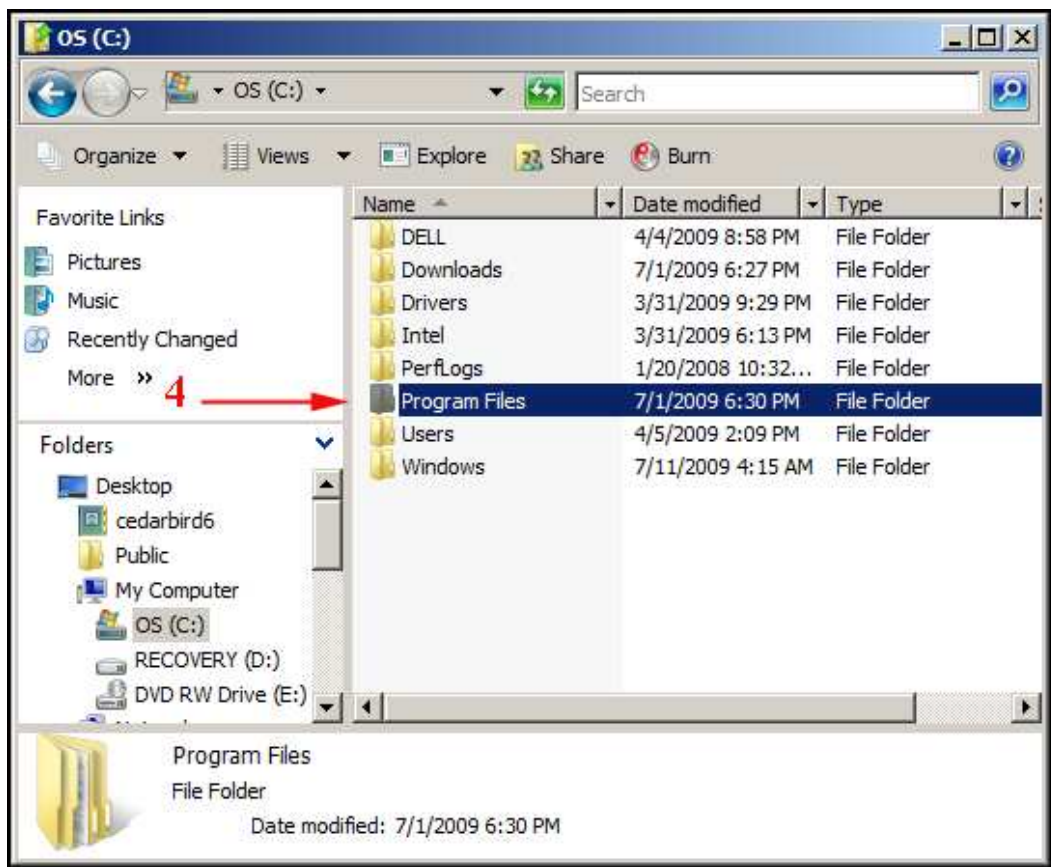 OS (C:)
OS (C:) Search
Organize Views Explore Share Burn
Favorite Links
Pictures
Music
Recently Changed
More »
4
Folders
Desktop
cedarbird6
Public
My Computer
OS (C:)
RECOVERY (D:)
DVD RW Drive (E:)
Name Date modified Type
DELL 4/4/2009 8:58 PM File Folder
Downloads 7/1/2009 6:27 PM File Folder
Drivers 3/31/2009 9:29 PM File Folder
Intel 3/31/2009 6:13 PM File Folder
PerfLogs 1/20/2008 10:32... File Folder
Program Files 7/1/2009 6:30 PM File Folder
Users 4/5/2009 2:09 PM File Folder
Windows 7/11/2009 4:15 AM File Folder
Program Files
File Folder
Date modified: 7/1/2009 6:30 PM